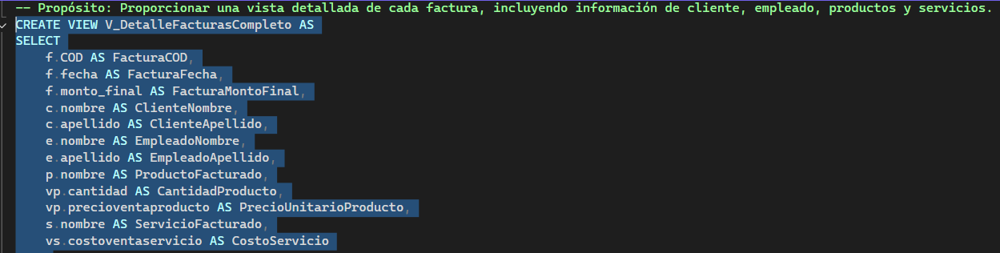 -- Propósito: Proporcionar una vista detallada de cada factura, incluyendo información de cliente, empleado, productos y servicios.
CREATE VIEW V_DetalleFacturasCompleto AS
SELECT
f.COD AS FacturaCOD,
f.fecha AS FacturaFecha,
f.monto_final AS FacturaMontoFinal,
c.nombre AS ClienteNombre,
c.apellido AS ClienteApellido,
e.nombre AS EmpleadoNombre,
e.apellido AS EmpleadoApellido,
p.nombre AS ProductoFacturado,
vp.cantidad AS CantidadProducto,
vp.precioventaproducto AS PrecioUnitarioProducto,
s.nombre AS ServicioFacturado,
vs.costoventaservicio AS CostoServicio